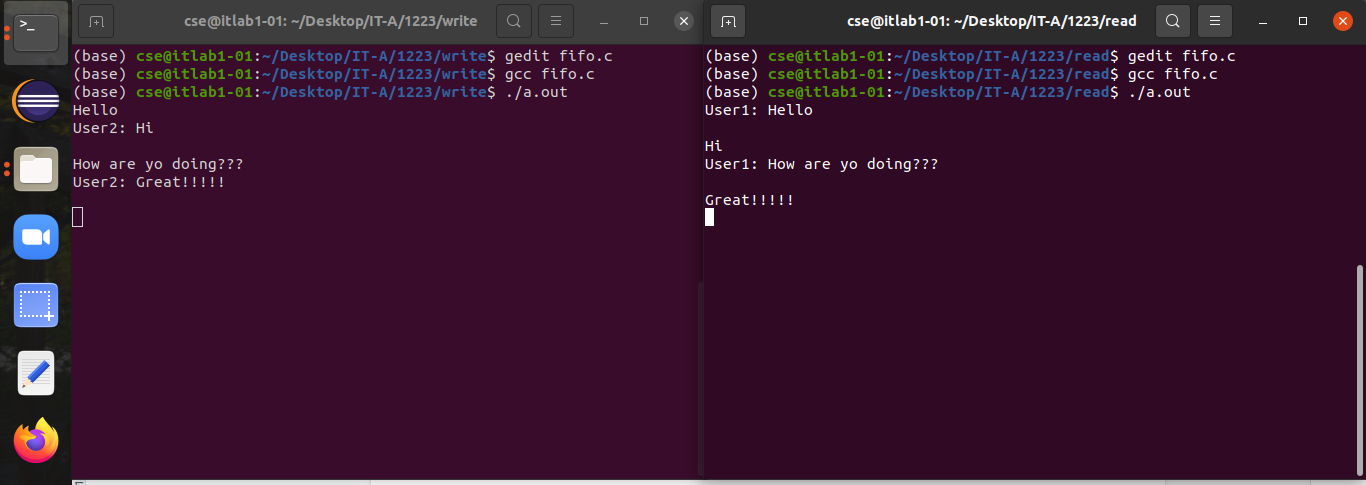 cse@itlab1-01: ~/Desktop/IT-A/1223/write
(base) cse@itlab1-01:~/Desktop/IT-A/1223/write$ gedit fifo.c
(base) cse@itlab1-01:~/Desktop/IT-A/1223/write$ gcc fifo.c
(base) cse@itlab1-01:~/Desktop/IT-A/1223/write$ ./a.out
Hello
User2: Hi
How are yo doing???
User2: Great!!!!!
cse@itlab1-01: ~/Desktop/IT-A/1223/read
(base) cse@itlab1-01:~/Desktop/IT-A/1223/read$ gedit fifo.c
(base) cse@itlab1-01:~/Desktop/IT-A/1223/read$ gcc fifo.c
(base) cse@itlab1-01:~/Desktop/IT-A/1223/read$ ./a.out
User1: Hello
Hi
User1: How are yo doing???
Great!!!!!